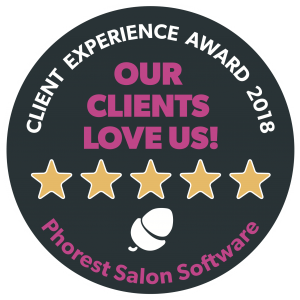 CLIENT EXPERIENCE AWARD 2018
OUR
CLIENTS
LOVE US!
Phorest Salon Software